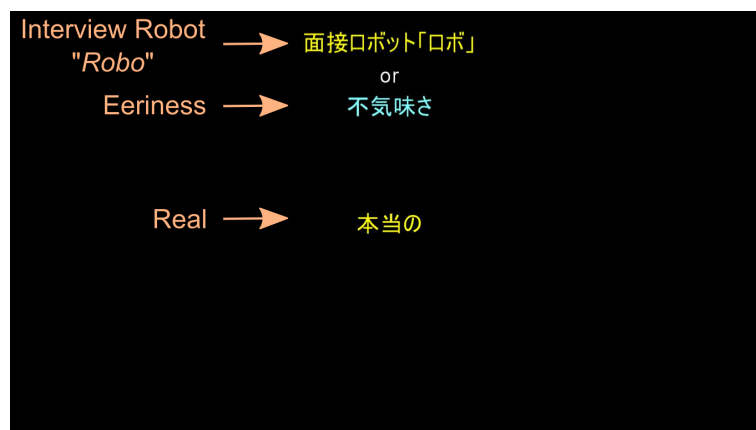 Interview Robot
"Robo"
面接ロボット「ロボ」
or
Eeriness
不気味さ
Real
本当の